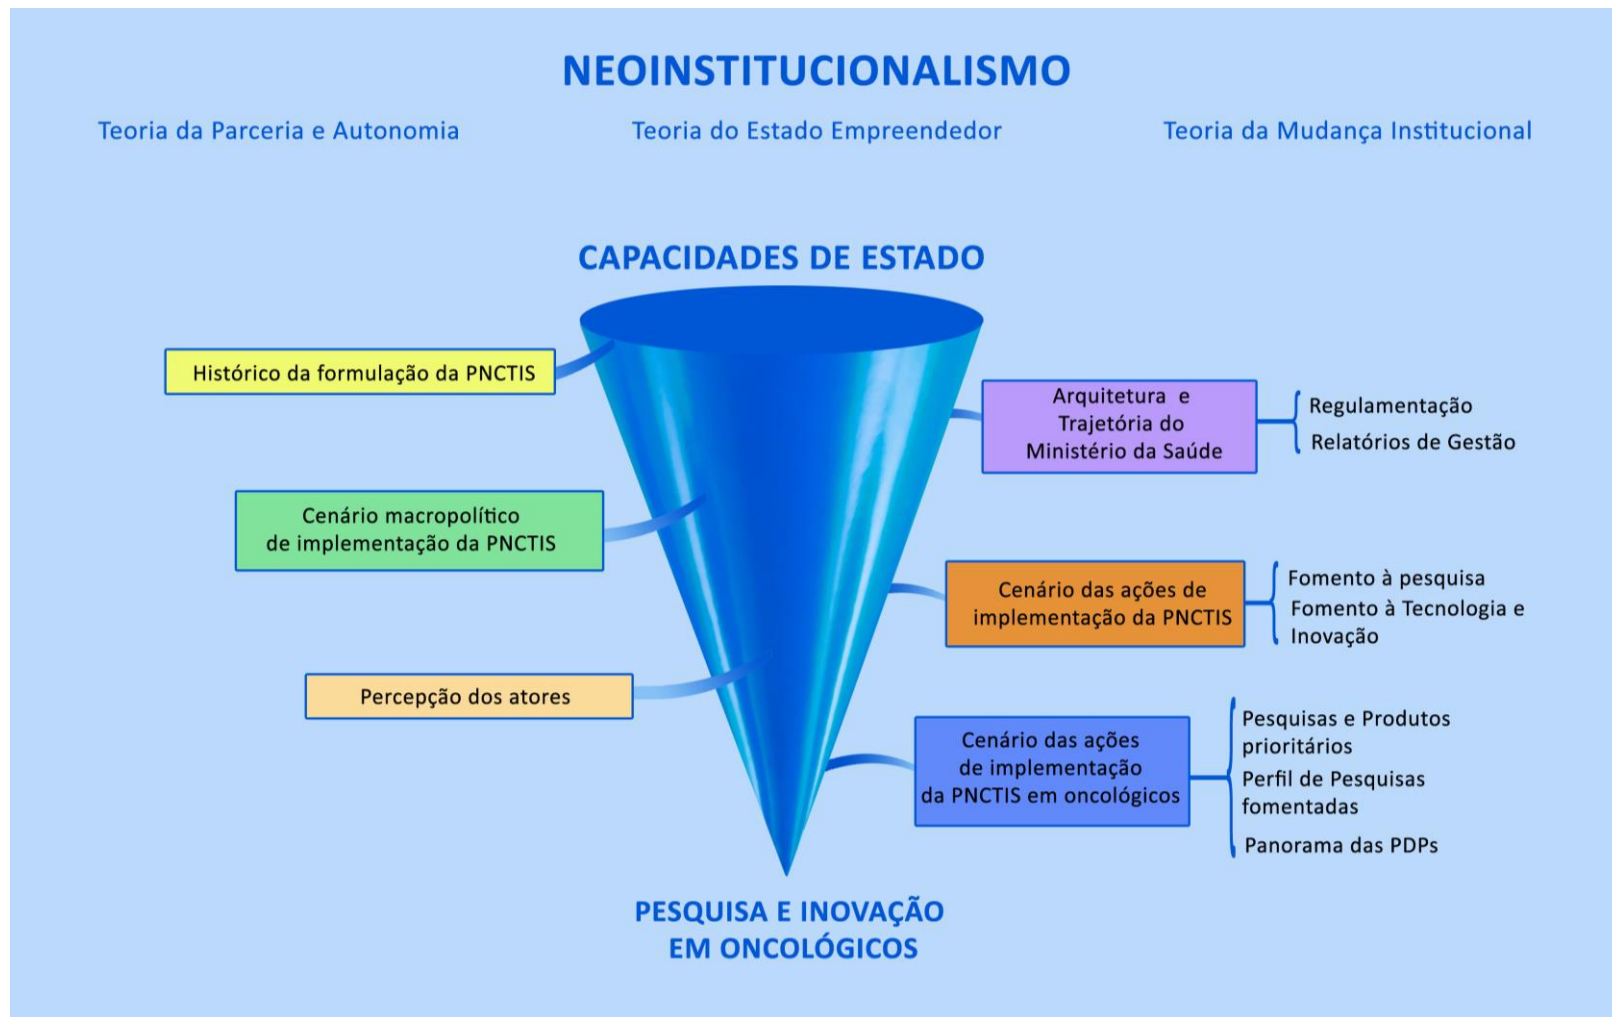 NEOINSTITUCIONALISMO
Teoria da Parceria e Autonomia
Teoria do Estado Empreendedor
Teoria da Mudança Institucional
CAPACIDADES DE ESTADO
Histórico da formulação da PNCTIS
Arquitetura e
Trajetória do
Ministério da Saúde
Regulamentação
Relatórios de Gestão
Cenário macropolítico
de implementação da PNCTIS
Cenário das ações de
implementação da PNCTIS
Fomento à pesquisa
Fomento à Tecnologia e
Inovação
Percepção dos atores
Cenário das ações
de implementação
da PNCTIS em oncológicos
Pesquisas e Produtos
prioritários
Perfil de Pesquisas
fomentadas
Panorama das PDPs
PESQUISA E INOVAÇÃO
EM ONCOLÓGICOS